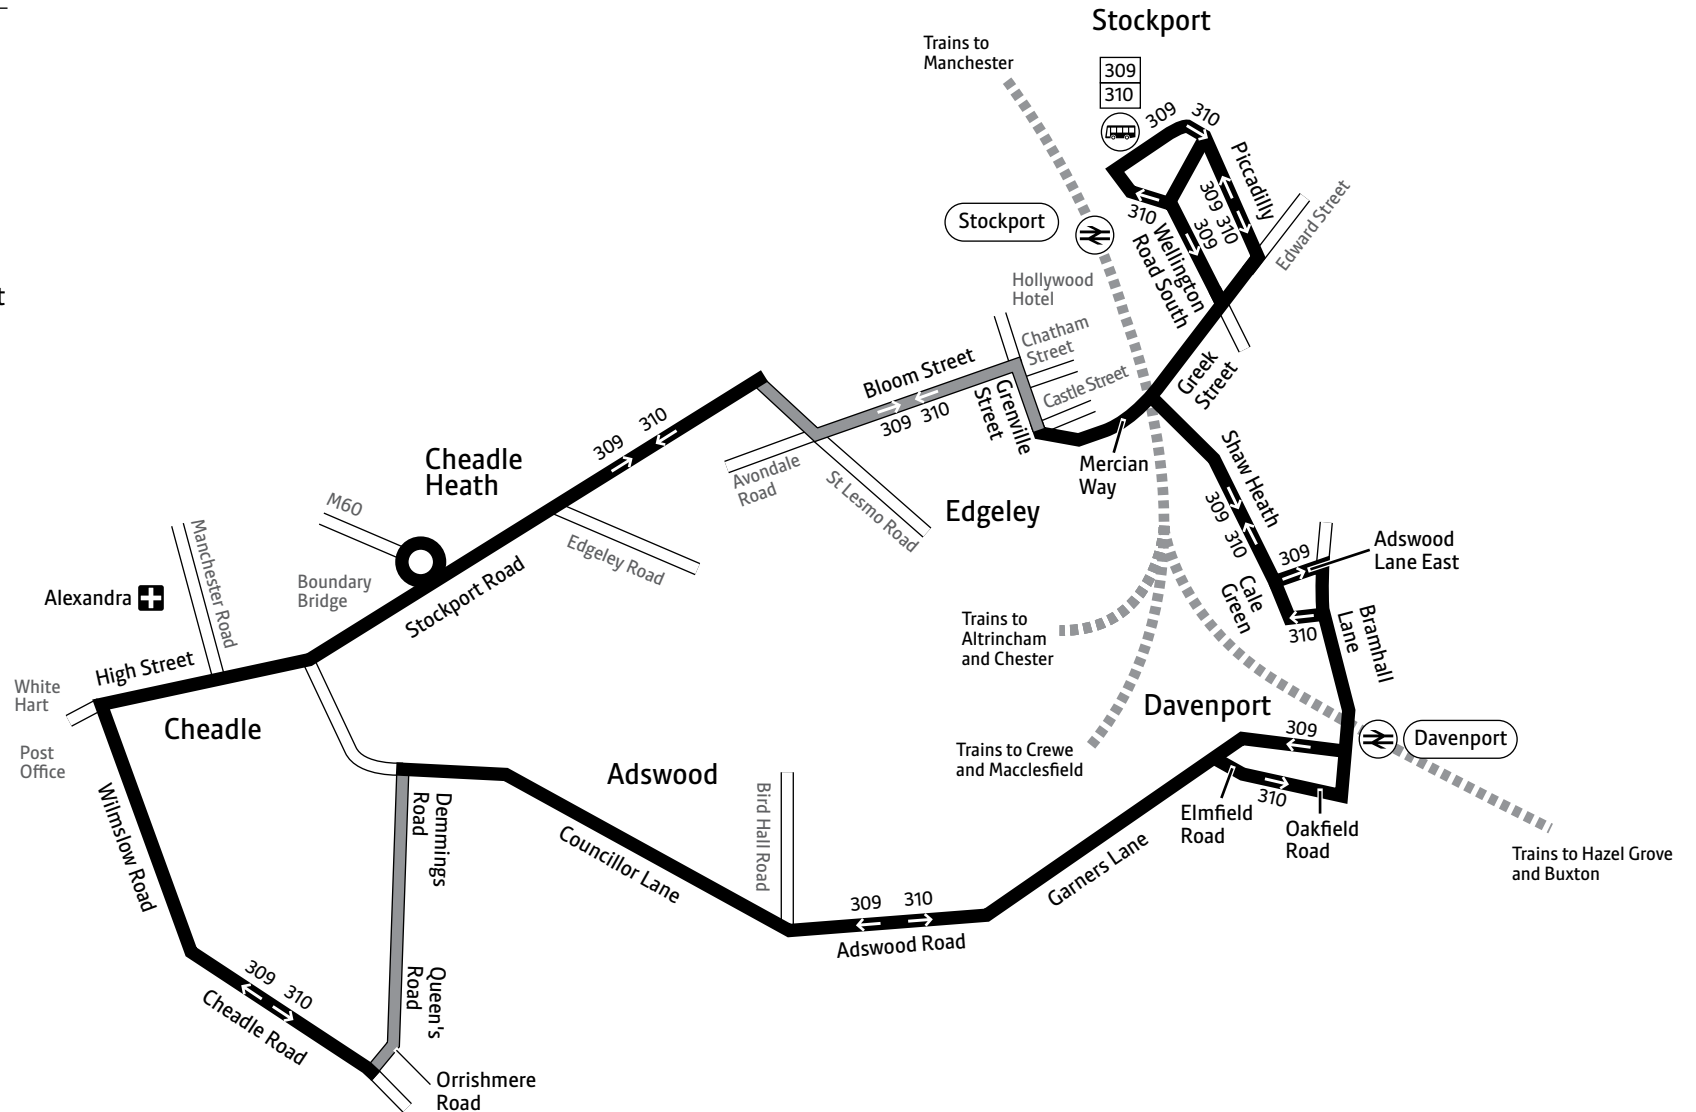 Stockport
Trains to
Manchester
309
310
309
310
Piccadilly
309
310
Edward Street
310
309
Wellington
Road South
Stockport
Hollywood
Hotel
Chatham
Street
Castle Street
Bloom Street
309
310
Grenville
Street
Greek
Street
Mercian
Way
Avondale
Road
St Lesmo Road
Edgeley
309
310
Cheadle
Heath
M60
Edgeley Road
Boundary
Bridge
Stockport Road
Manchester Road
Alexandra
High Street
White
Hart
Post
Office
Cheadle
Shaw Heath
309
310
309
Adswood
Lane East
Cale
Green
310
Bramhall
Lane
Trains to
Altrincham
and Chester
Trains to Crewe
and Macclesfield
Davenport
309
Davenport
310
Elmfield
Road
Oakfield
Road
Trains to Hazel Grove
and Buxton
Garners Lane
Adswood
Bird Hall Road
Councillor Lane
309
310
Adswood Road
Demmings
Road
Queen's
Road
Wilmslow Road
309
310
Cheadle Road
Orrishmere
Road
t